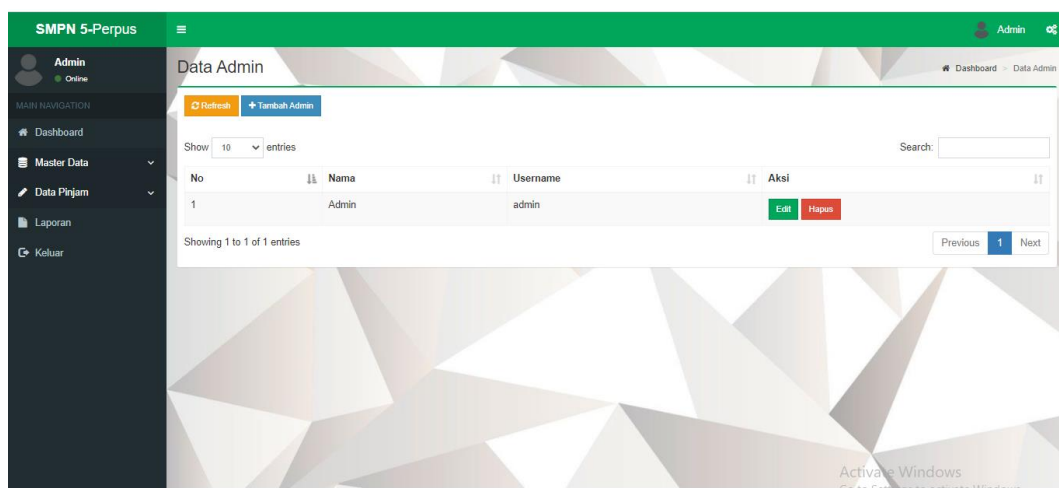 SMPN 5-Perpus
Admin
Admin
Online
Data Admin
Dashboard > Data Admin
MAIN NAVIGATION
Dashboard
Master Data
Data Pinjam
Laporan
Keluar
Refresh
Tambah Admin
Show 10 entries
Search:
No Nama Username Aksi
1 Admin admin Edit Hapus
Showing 1 to 1 of 1 entries
Previous 1 Next
Activate Windows